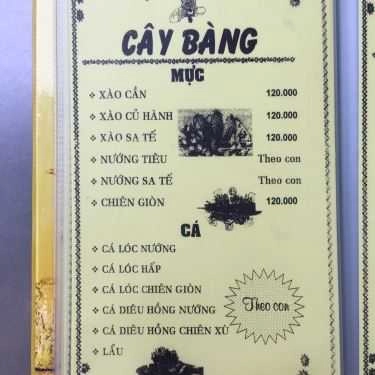 CÂY BÀNG
MỰC
XÀO CẦN 120.000
XÀO CỦ HÀNH 120.000
XÀO SA TẾ 120.000
NƯỚNG TIÊU Theo con
NƯỚNG SA TẾ Theo con
CHIÊN GIÒN 120.000
CÁ
CÁ LÓC NƯỚNG
CÁ LÓC HẤP
CÁ LÓC CHIÊN GIÒN
CÁ DIÊU HỒNG NƯỚNG
CÁ DIÊU HỒNG CHIÊN XÙ
LẨU
Theo con